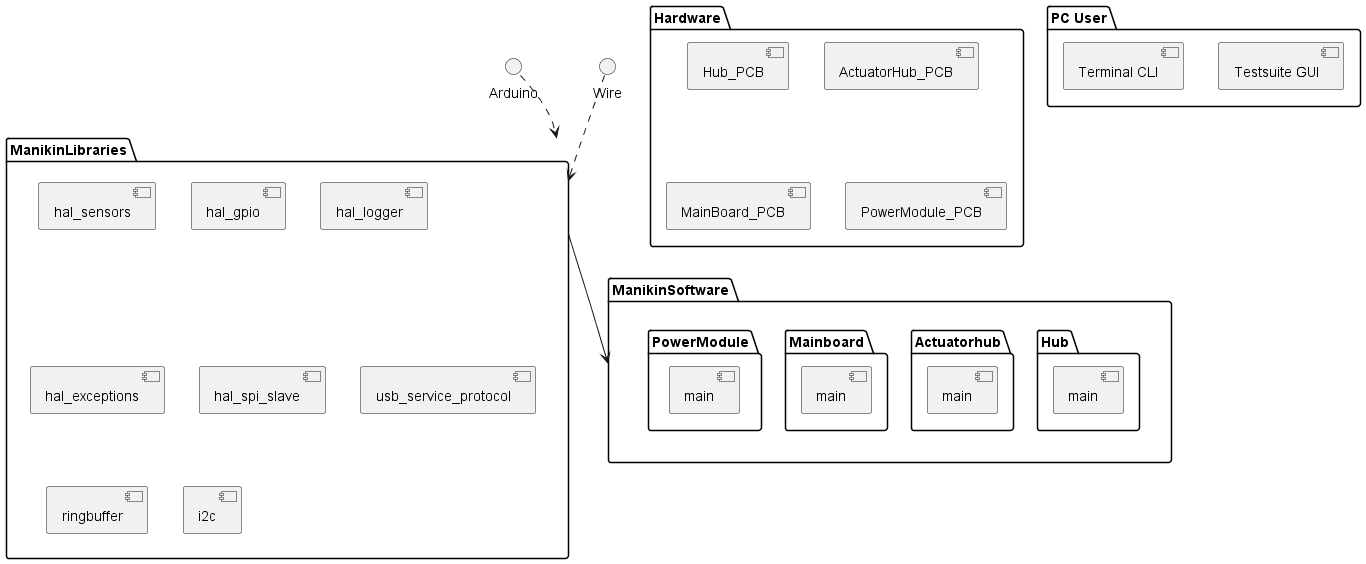 Hardware
Hub_PCB
ActuatorHub_PCB
MainBoard_PCB
PowerModule_PCB
PC User
Terminal CLI
Testsuite GUI
Arduino
Wire
ManikinLibraries
hal_sensors
hal_gpio
hal_logger
hal_exceptions
hal_spi_slave
usb_service_protocol
ringbuffer
i2c
ManikinSoftware
PowerModule
main
Mainboard
main
Actuatorhub
main
Hub
main